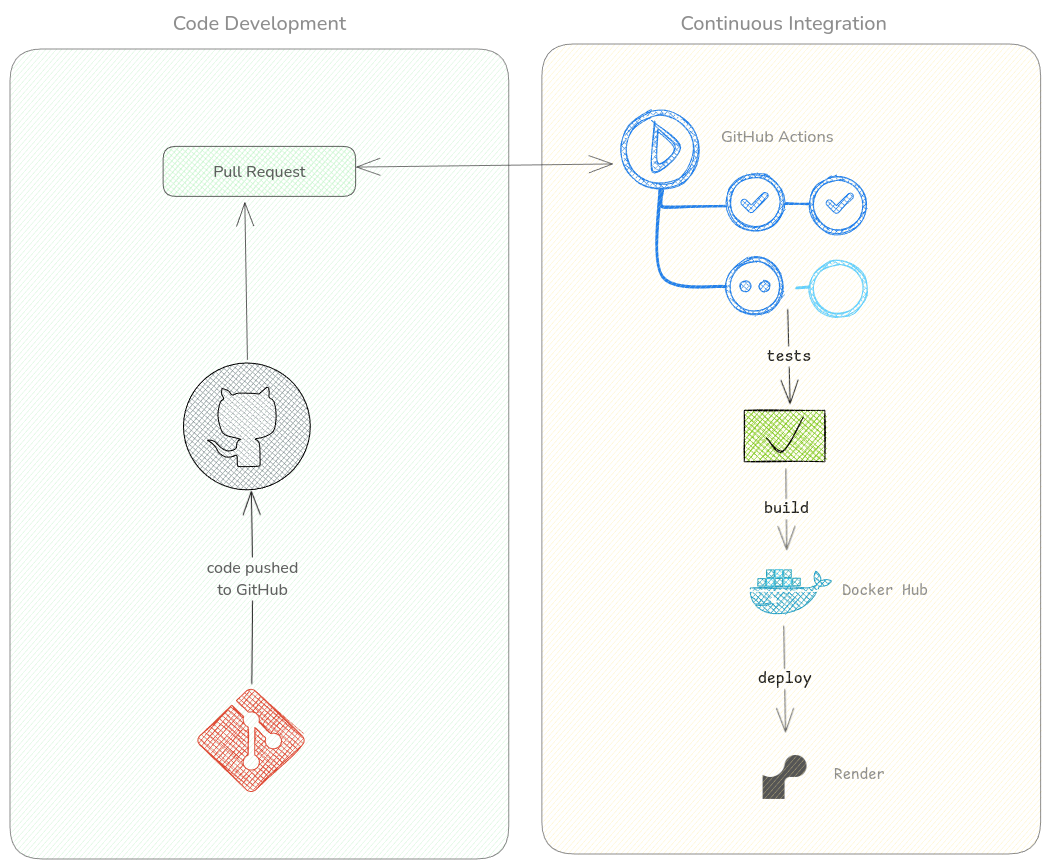 Code Development
Continuous Integration
Pull Request
GitHub Actions
tests
build
code pushed
to GitHub
Docker Hub
deploy
Render